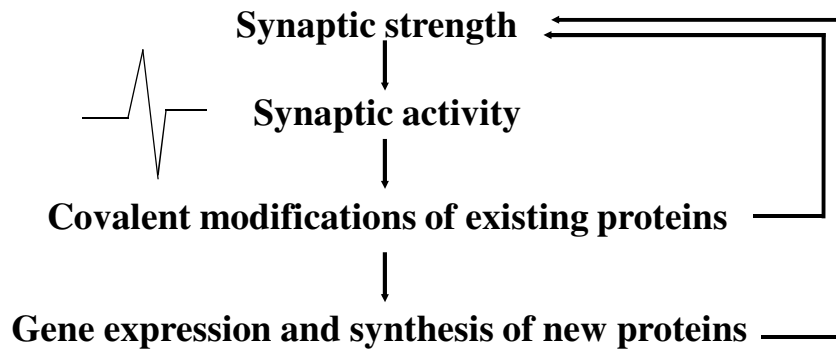 Synaptic strength
Synaptic activity
Covalent modifications of existing proteins
Gene expression and synthesis of new proteins